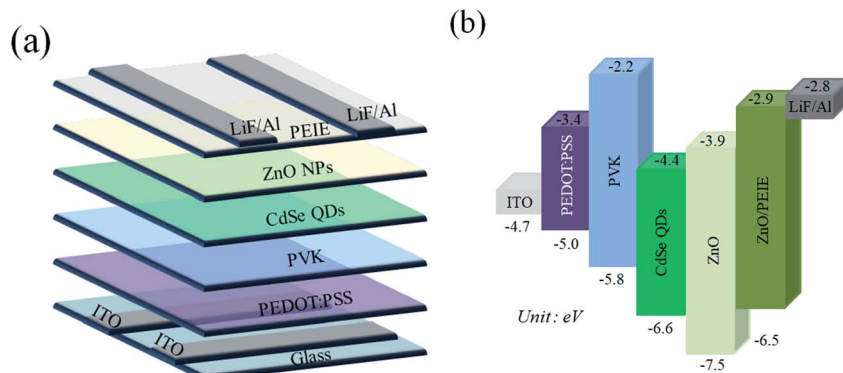 (a)
LiF/Al
LiF/Al
PEIE
ZnO NPs
CdSe QDs
PVK
PEDOT:PSS
ITO
ITO
Glass
(b)
-2.2
-2.8
LiF/Al
-2.9
-3.4
-3.9
-4.4
ITO
PEDOT:PSS
PVK
CdSe QDs
ZnO
ZnO/PEIE
-4.7
-5.0
-5.8
Unit: eV
-6.6
-6.5
-7.5